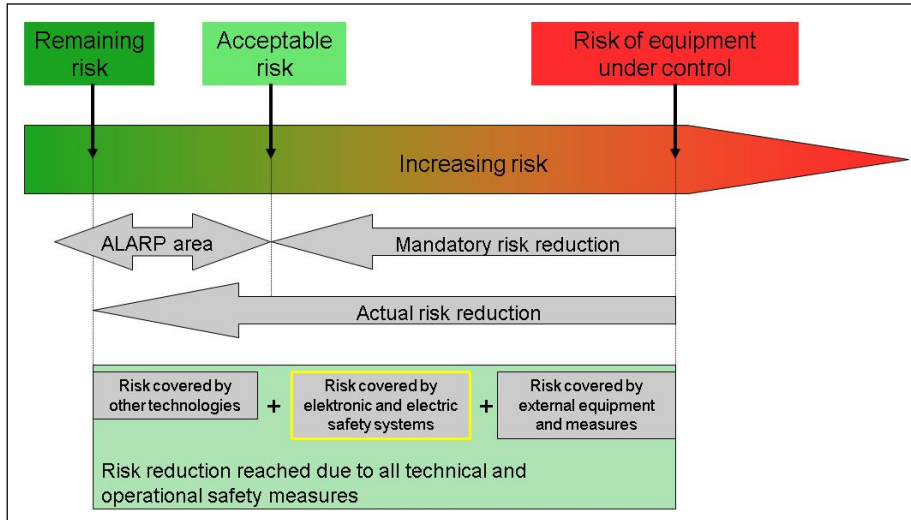 Remaining
risk
Acceptable
risk
Risk of equipment
under control
Increasing risk
ALARP area
Mandatory risk reduction
Actual risk reduction
Risk covered by
other technologies
+
Risk covered by
elektronic and electric
safety systems
+
Risk covered by
external equipment
and measures
Risk reduction reached due to all technical and
operational safety measures